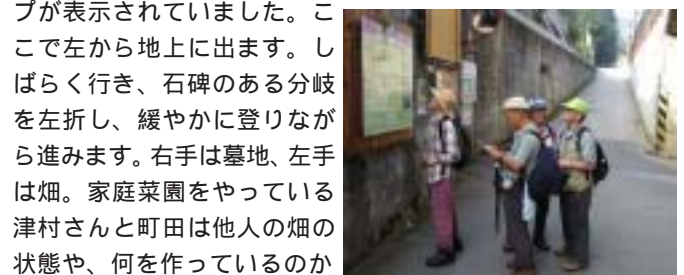 プが表示されていました。こ
こで左から地上に出ます。し
ばらく行き、石碑のある分岐
を左折し、緩やかに登りなが
ら進みます。右手は墓地、左手
は畑。家庭菜園をやっている
津村さんと町田は他人の畑の
状態や、何を作っているのか